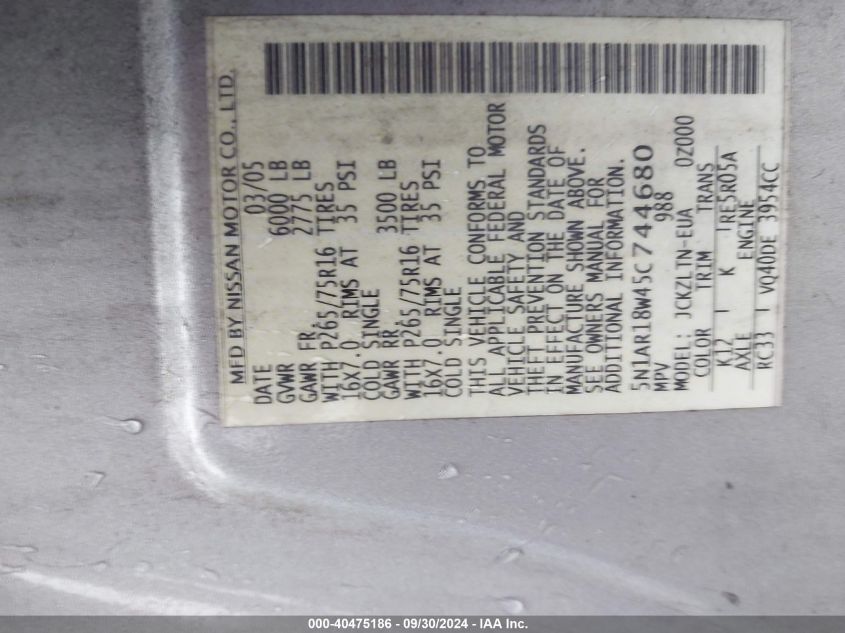 MFD BY NISSAN MOTOR CO., LTD.
DATE 03/05
GVWR 6000 LB
GAWR FR. 2775 LB
WITH P265/75R16 TIRES
16X7.0 RIMS AT 35 PSI
COLD SINGLE
GAWR RR. 3500 LB
WITH P265/75R16 TIRES
16X7.0 RIMS AT 35 PSI
COLD SINGLE
THIS VEHICLE CONFORMS TO
ALL APPLICABLE FEDERAL MOTOR
VEHICLE SAFETY AND
THEFT PREVENTION STANDARDS
IN EFFECT ON THE DATE OF
MANUFACTURE SHOWN ABOVE.
SEE OWNERS MANUAL FOR
ADDITIONAL INFORMATION.
5N1AR18W45C744680
MPV 988
MODEL: JCKZLTN-EUA 0Z000
COLOR TRIM TRANS
K12 K RE5R05A
AXLE ENGINE
RC33 VQ40DE 3954CC
000-40475186 - 09/30/2024 - IAA Inc.